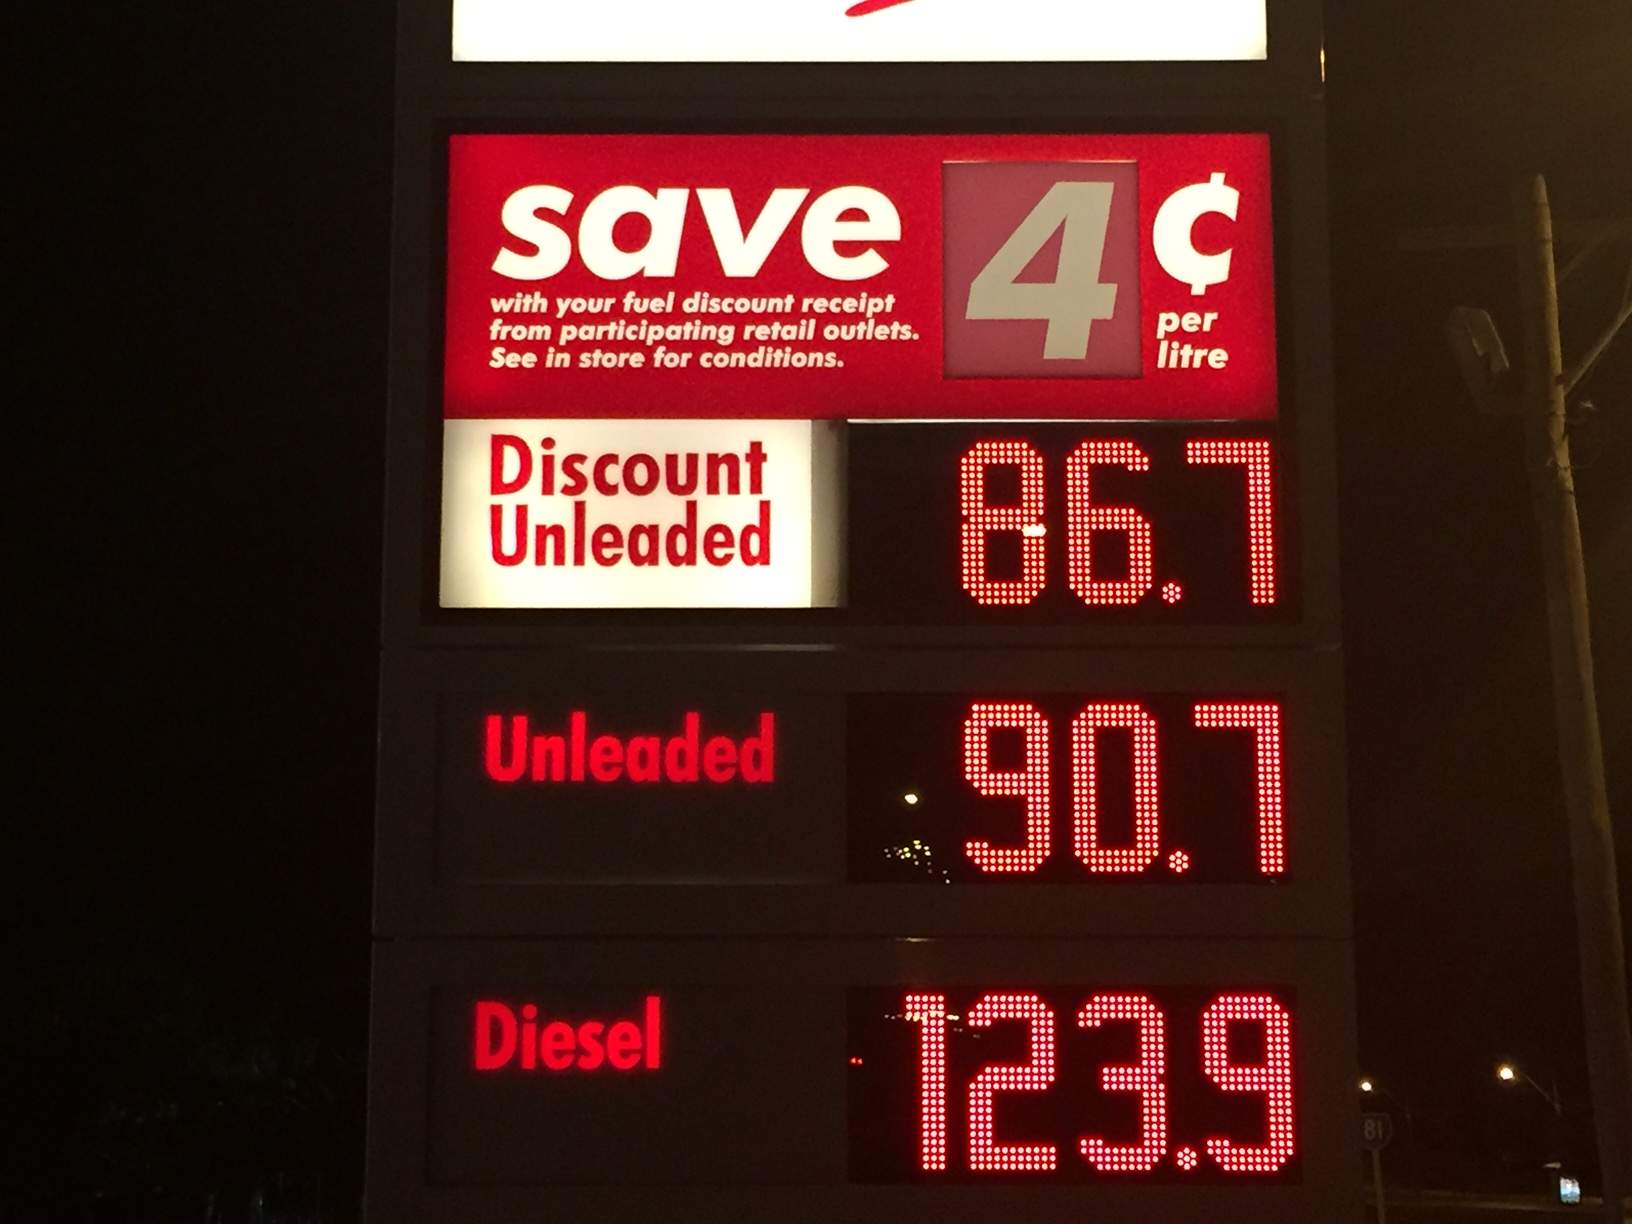 save 4¢
with your fuel discount receipt
from participating retail outlets.
See in store for conditions.
per
litre
Discount
Unleaded
86.7
Unleaded
90.7
Diesel
123.9
81